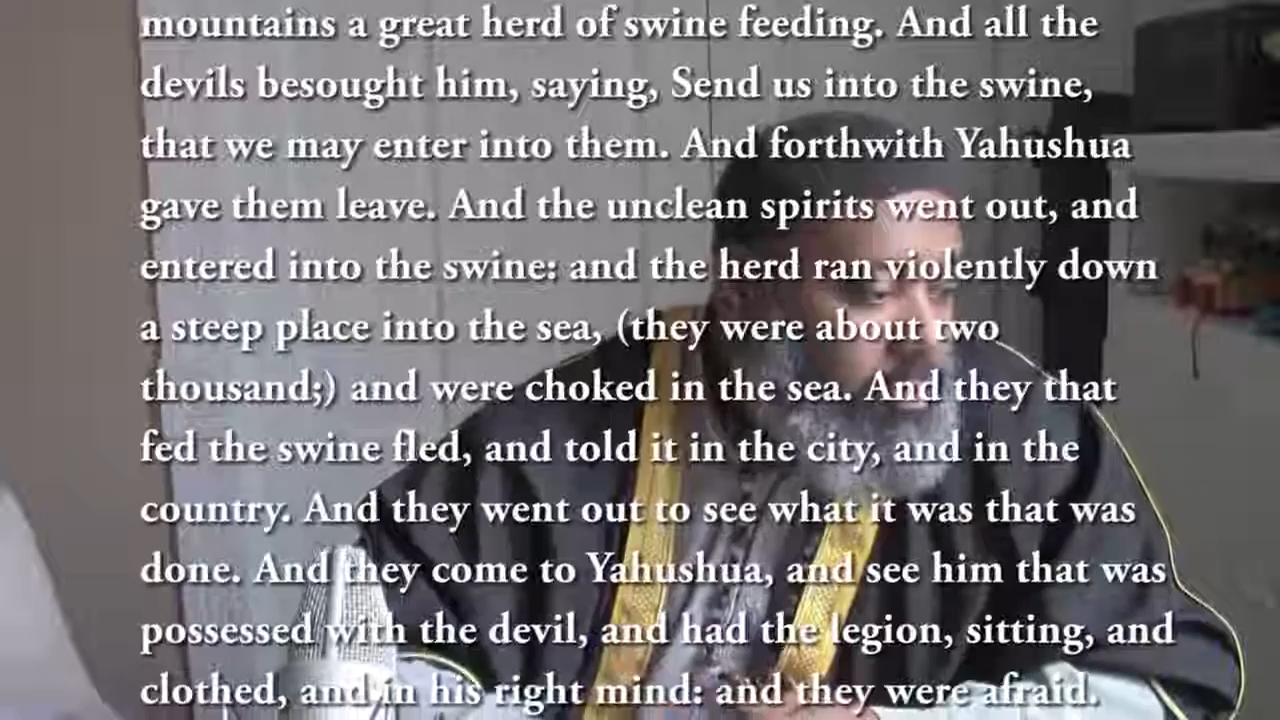 mountains a great herd of swine feeding. And all the
devils besought him, saying, Send us into the swine,
that we may enter into them. And forthwith Yahushua
gave them leave. And the unclean spirits went out, and
entered into the swine: and the herd ran violently down
a steep place into the sea, (they were about two
thousand;) and were choked in the sea. And they that
fed the swine fled, and told it in the city, and in the
country. And they went out to see what it was that was
done. And they come to Yahushua, and see him that was
possessed with the devil, and had the legion, sitting, and
clothed, and in his right mind: and they were afraid.